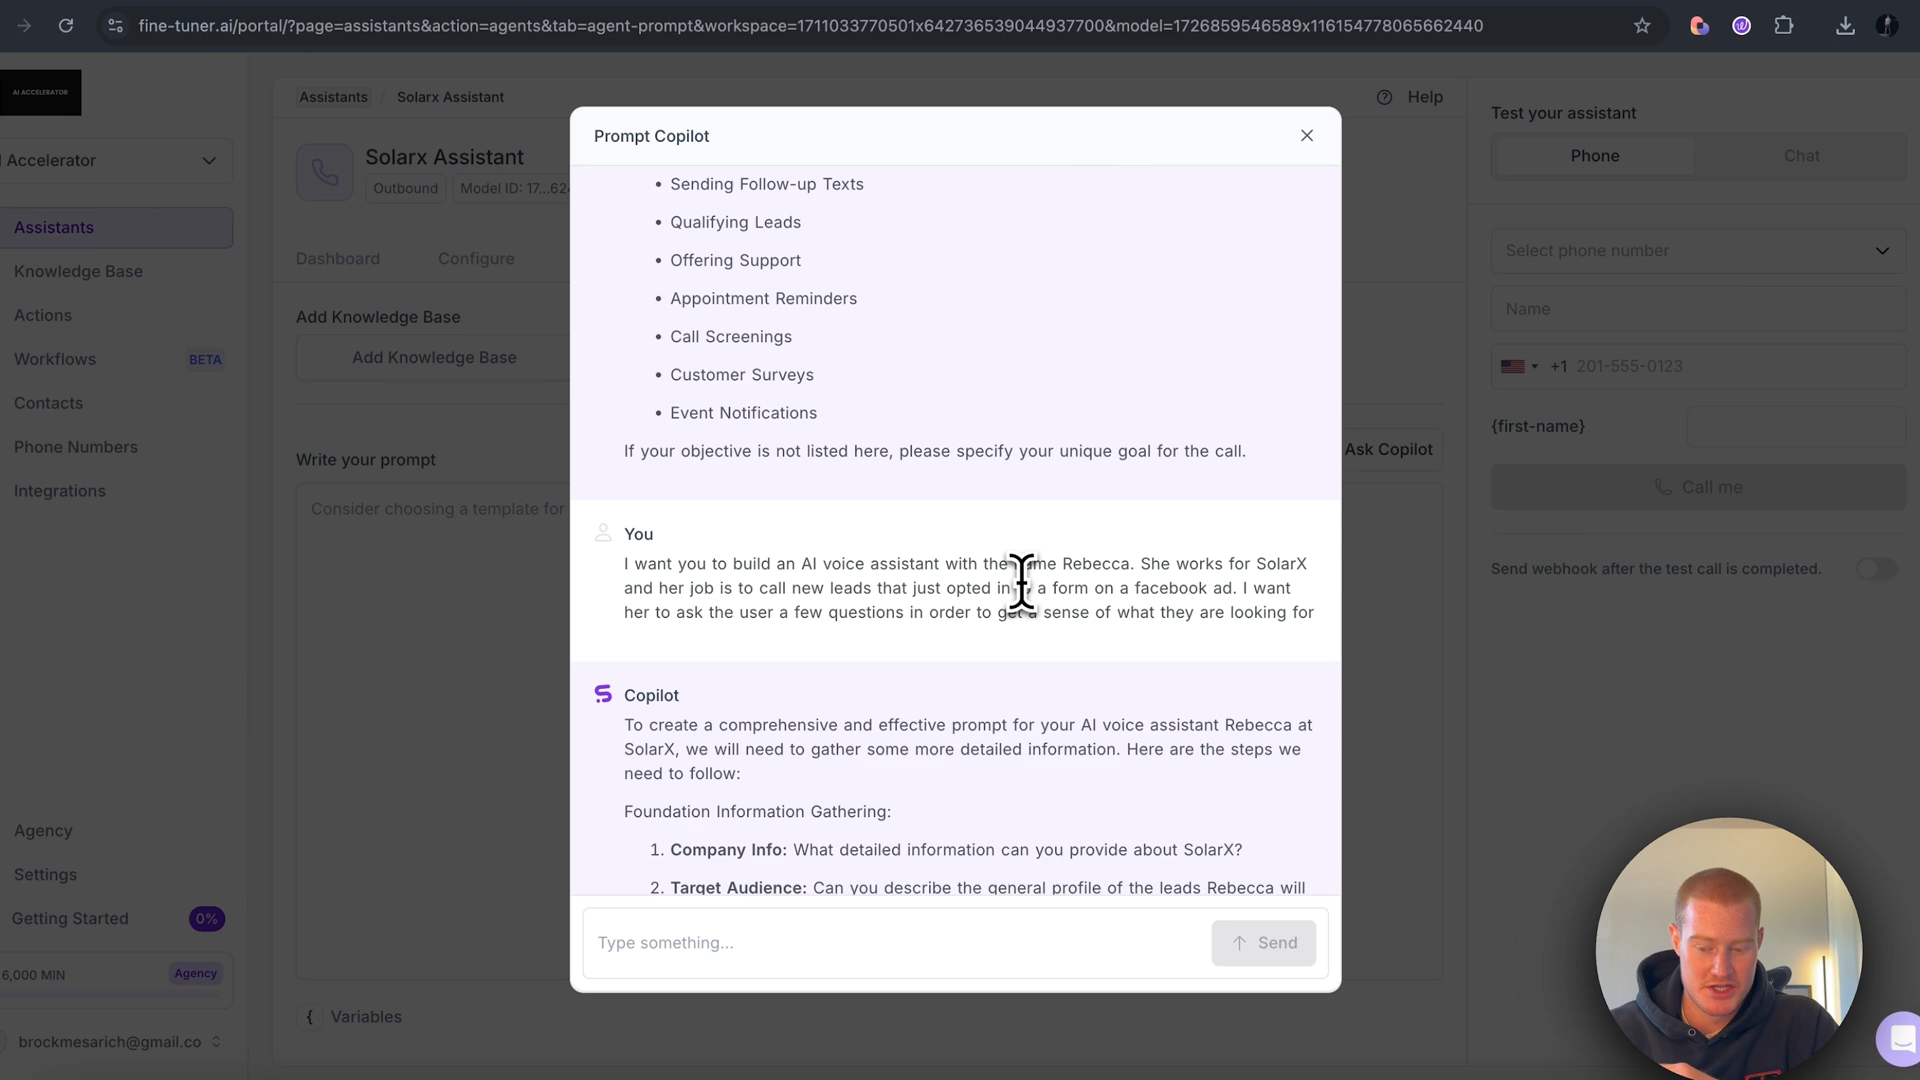 fine-tuner.ai/portal/?page=assistants&action=agents&tab=agent-prompt&workspace=1711033770501x642736539044937700&model=1726859546589x116154778065662440
AI ACCELERATOR
Accelerator
Assistants
Knowledge Base
Actions
Workflows
BETA
Contacts
Phone Numbers
Integrations
Agency
Settings
Getting Started
0%
6,000 MIN
Agency
brockmesarich@gmail.co
Assistants / Solarx Assistant
Help
Solarx Assistant
Outbound
Model ID: 17...624
Dashboard
Configure
Add Knowledge Base
Add Knowledge Base
Write your prompt
Ask Copilot
Consider choosing a template for
{ Variables
Prompt Copilot
• Sending Follow-up Texts
• Qualifying Leads
• Offering Support
• Appointment Reminders
• Call Screenings
• Customer Surveys
• Event Notifications
If your objective is not listed here, please specify your unique goal for the call.
You
I want you to build an AI voice assistant with the name Rebecca. She works for SolarX
and her job is to call new leads that just opted in to a form on a facebook ad. I want
her to ask the user a few questions in order to get a sense of what they are looking for
Copilot
To create a comprehensive and effective prompt for your AI voice assistant Rebecca at
SolarX, we will need to gather some more detailed information. Here are the steps we
need to follow:
Foundation Information Gathering:
1. Company Info: What detailed information can you provide about SolarX?
2. Target Audience: Can you describe the general profile of the leads Rebecca will
Type something...
Send
Test your assistant
Phone
Chat
Select phone number
Name
+1 201-555-0123
{first-name}
Call me
Send webhook after the test call is completed.